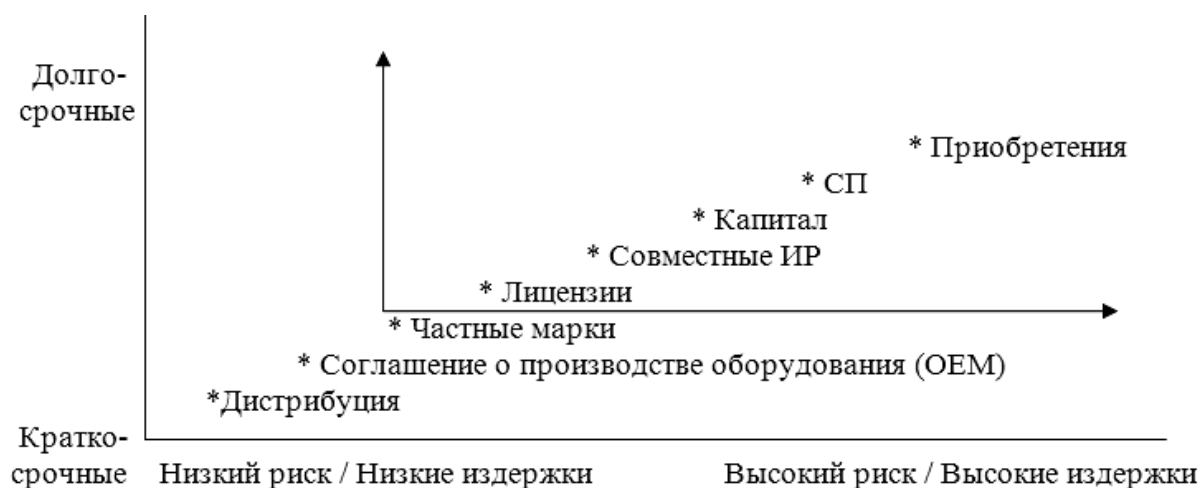 Долго-
срочные
* Приобретения
* СП
* Капитал
* Совместные ИР
* Лицензии
* Частные марки
* Соглашение о производстве оборудования (OEM)
*Дистрибуция
Кратко-
срочные
Низкий риск / Низкие издержки
Высокий риск / Высокие издержки